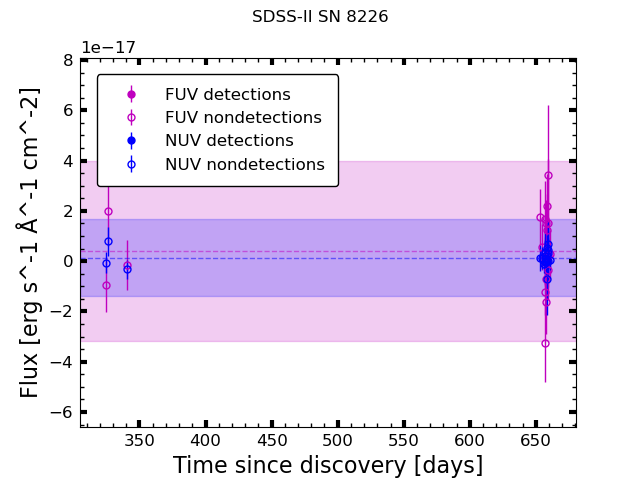 SDSS-II SN 8226
1e−17
8
6
4
2
0
−2
−4
−6
Flux [erg s^-1 Å^-1 cm^-2]
FUV detections
FUV nondetections
NUV detections
NUV nondetections
350 400 450 500 550 600 650
Time since discovery [days]